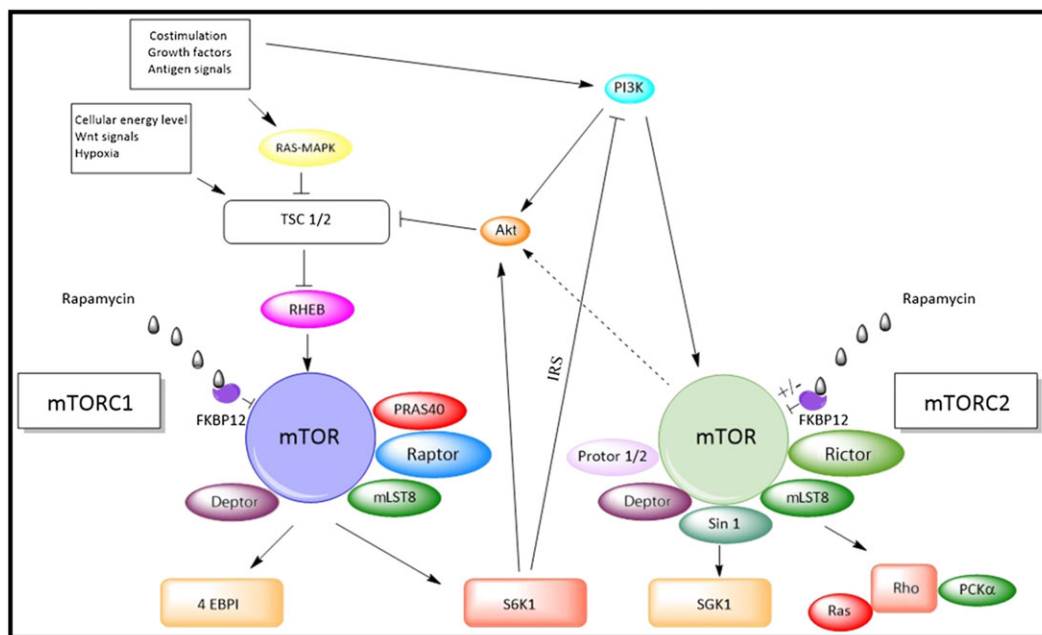 Costimulation
Growth factors
Antigen signals
PI3K
Cellular energy level
Wnt signals
Hypoxia
RAS-MAPK
TSC 1/2
Akt
RHEB
Rapamycin
Rapamycin
IRS
mTORC1
FKBP12
mTOR
PRAS40
Raptor
mLST8
Deptor
+/-
FKBP12
mTORC2
mTOR
Rictor
Protor 1/2
Deptor
mLST8
Sin 1
4 EBPI
S6K1
SGK1
Rho
PCKα
Ras